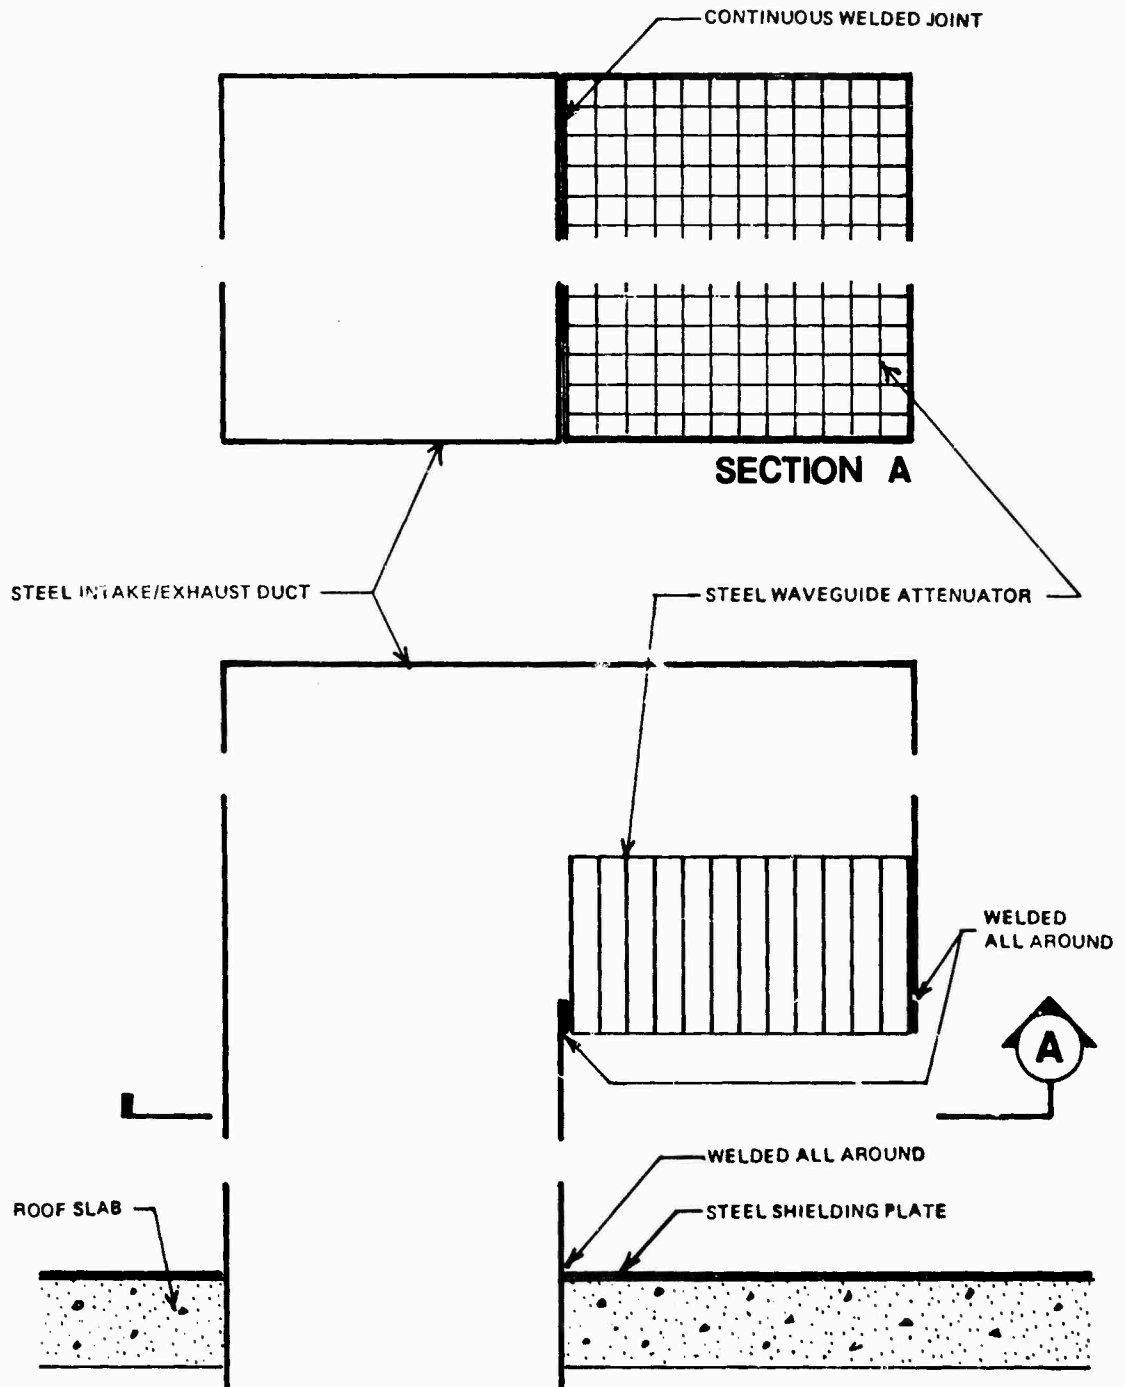 CONTINUOUS WELDED JOINT
SECTION A
STEEL INTAKE/EXHAUST DUCT
STEEL WAVEGUIDE ATTENUATOR
WELDED
ALL AROUND
A
WELDED ALL AROUND
ROOF SLAB
STEEL SHIELDING PLATE